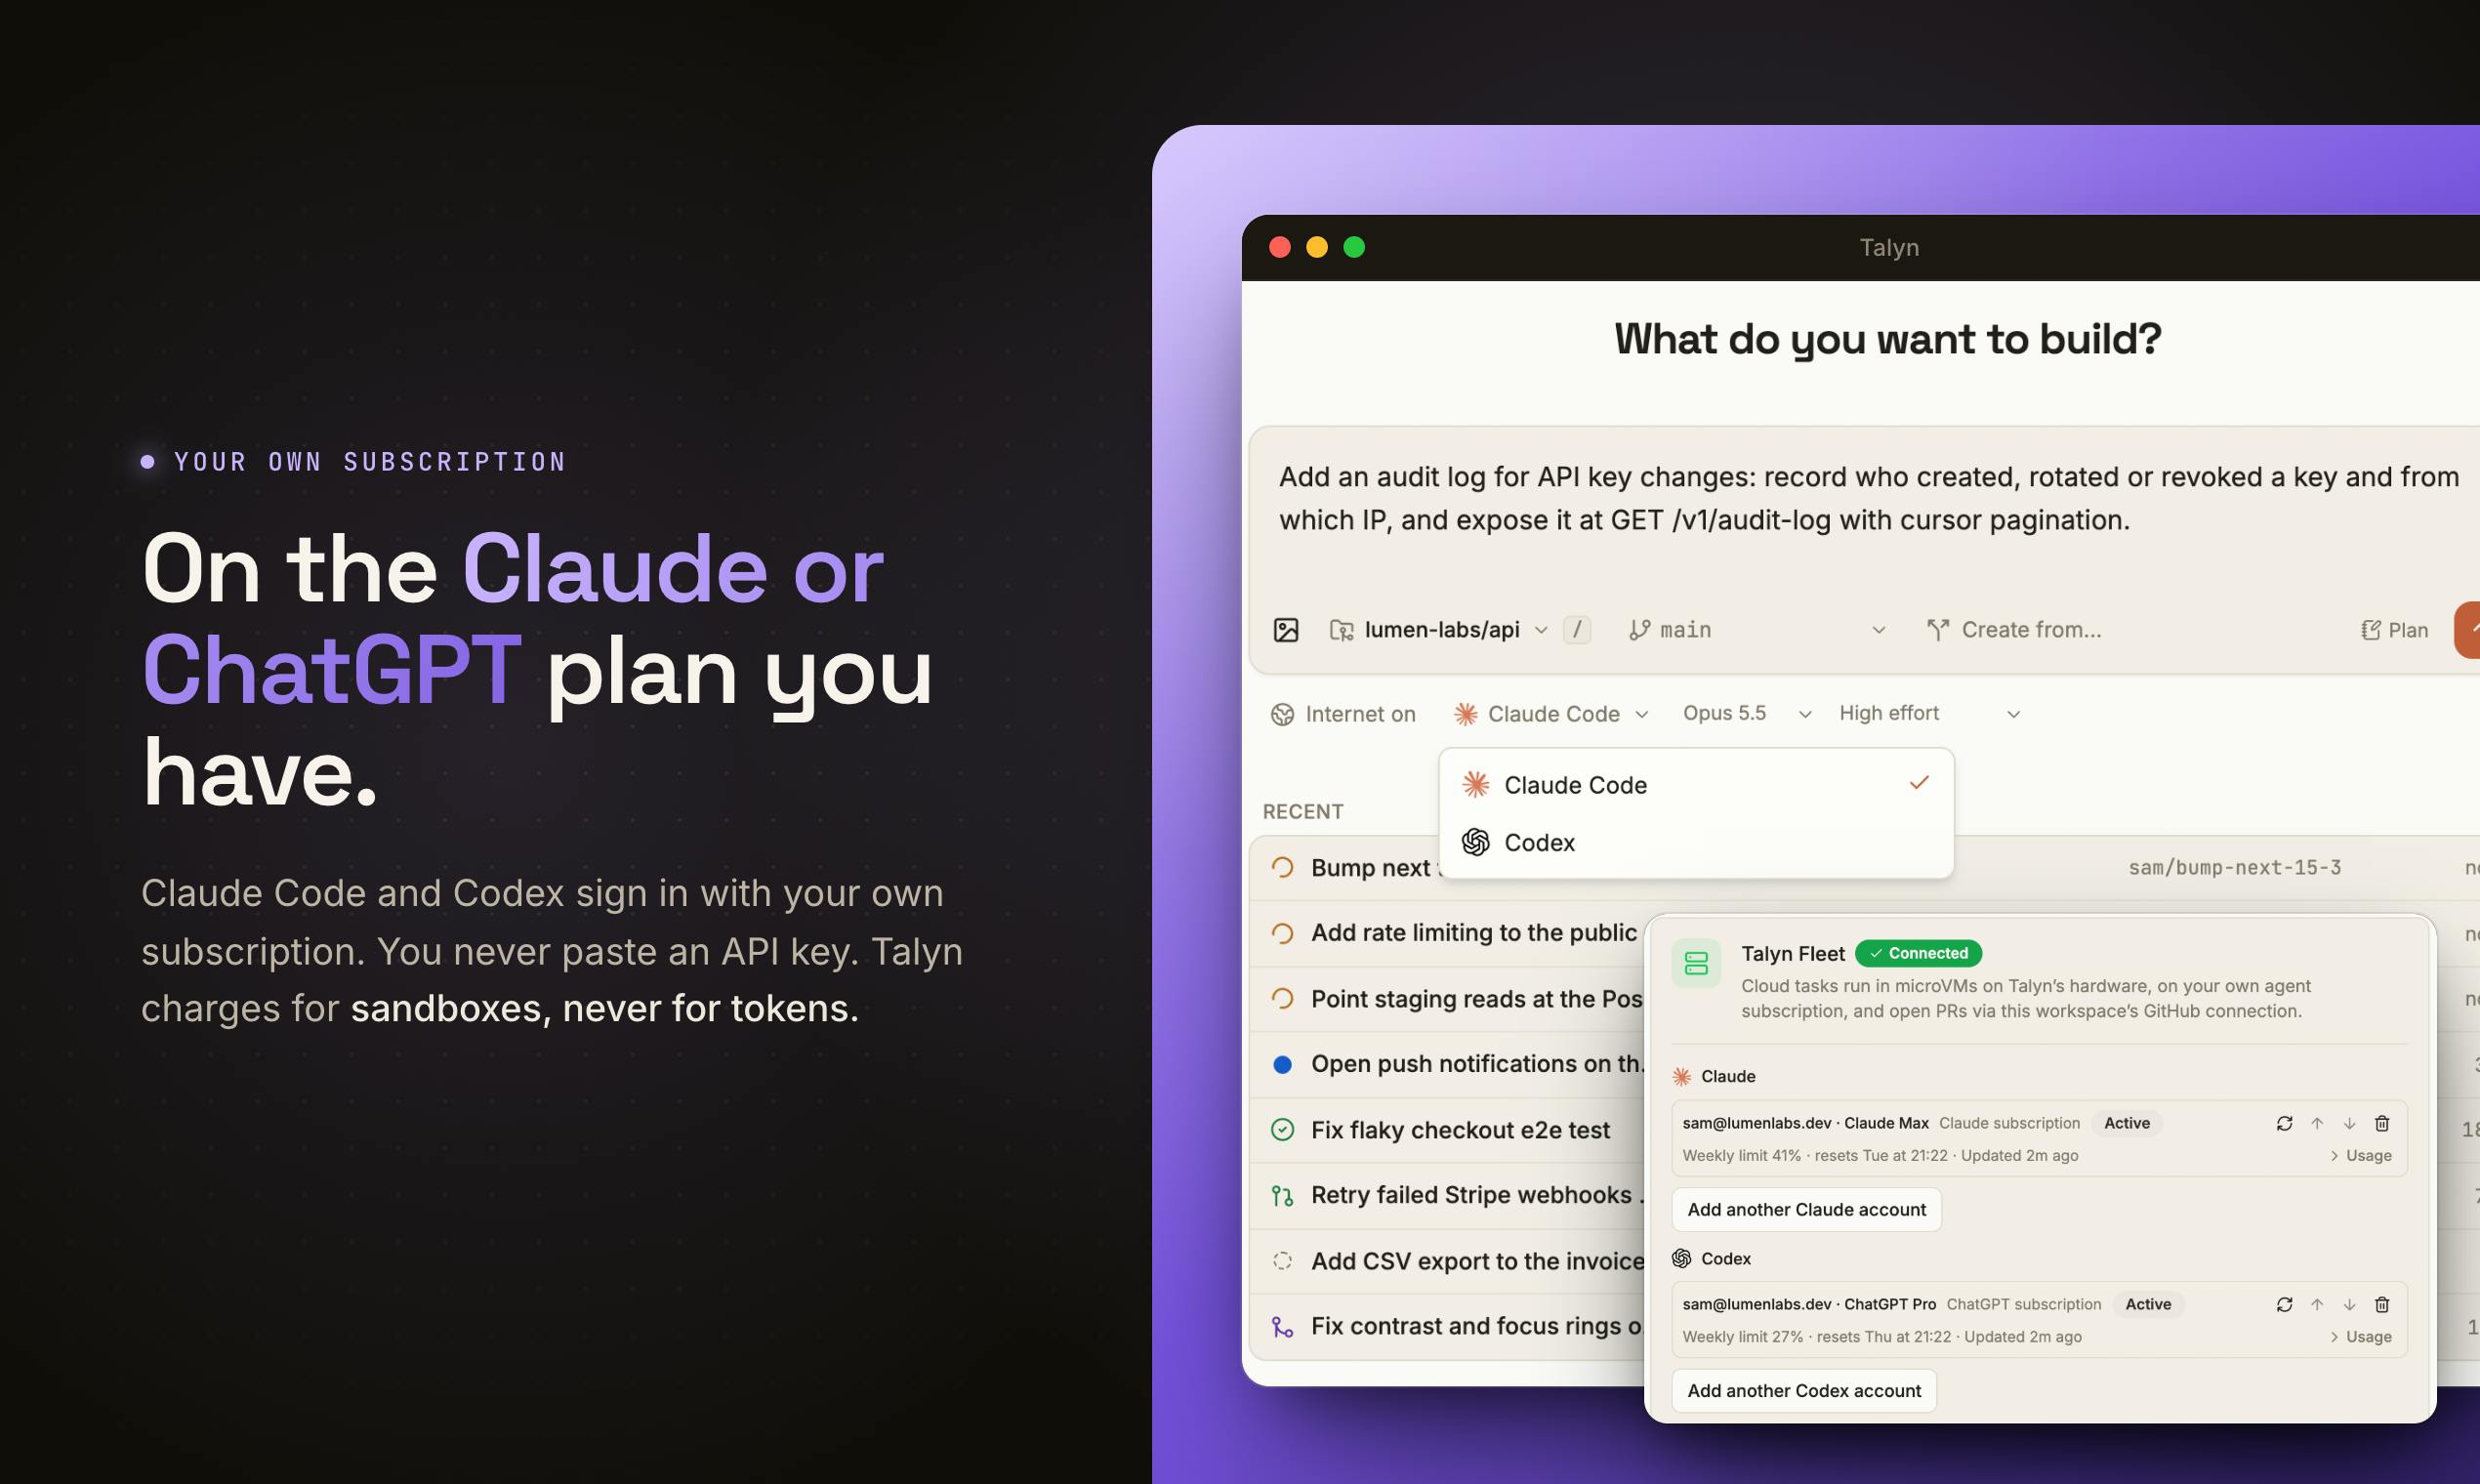 YOUR OWN SUBSCRIPTION
On the Claude or
ChatGPT plan you
have.
Claude Code and Codex sign in with your own
subscription. You never paste an API key. Talyn
charges for sandboxes, never for tokens.
Talyn
What do you want to build?
Add an audit log for API key changes: record who created, rotated or revoked a key and from
which IP, and expose it at GET /v1/audit-log with cursor pagination.
lumen-labs/api / main Create from... Plan
Internet on Claude Code Opus 5.5 High effort
Claude Code
Codex
RECENT
Bump next sam/bump-next-15-3
Add rate limiting to the public
Point staging reads at the Pos
Open push notifications on th.
Fix flaky checkout e2e test
Retry failed Stripe webhooks .
Add CSV export to the invoice
Fix contrast and focus rings o.
Talyn Fleet Connected
Cloud tasks run in microVMs on Talyn's hardware, on your own agent
subscription, and open PRs via this workspace's GitHub connection.
Claude
sam@lumenlabs.dev · Claude Max Claude subscription Active
Weekly limit 41% · resets Tue at 21:22 · Updated 2m ago Usage
Add another Claude account
Codex
sam@lumenlabs.dev · ChatGPT Pro ChatGPT subscription Active
Weekly limit 27% · resets Thu at 21:22 · Updated 2m ago Usage
Add another Codex account